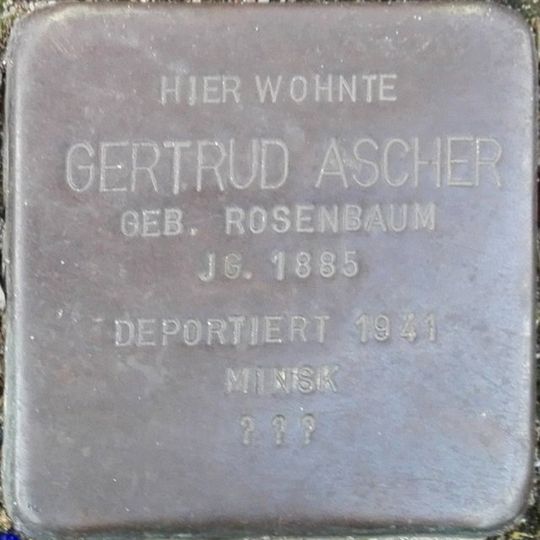 HIER WOHNTE
GERTRUD ASCHER
GEB. ROSENBAUM
JG. 1885
DEPORTIERT 1941
MINSK
???